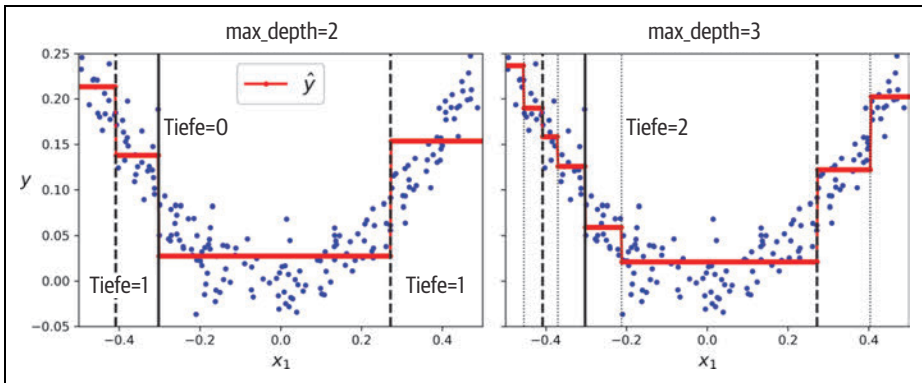 max_depth=2
max_depth=3
0.25
0.20
0.15
0.10
0.05
0.00
−0.05
y
ŷ
Tiefe=0
Tiefe=1
Tiefe=1
−0.4
−0.2
0.0
0.2
0.4
x₁
Tiefe=2
−0.4
−0.2
0.0
0.2
0.4
x₁